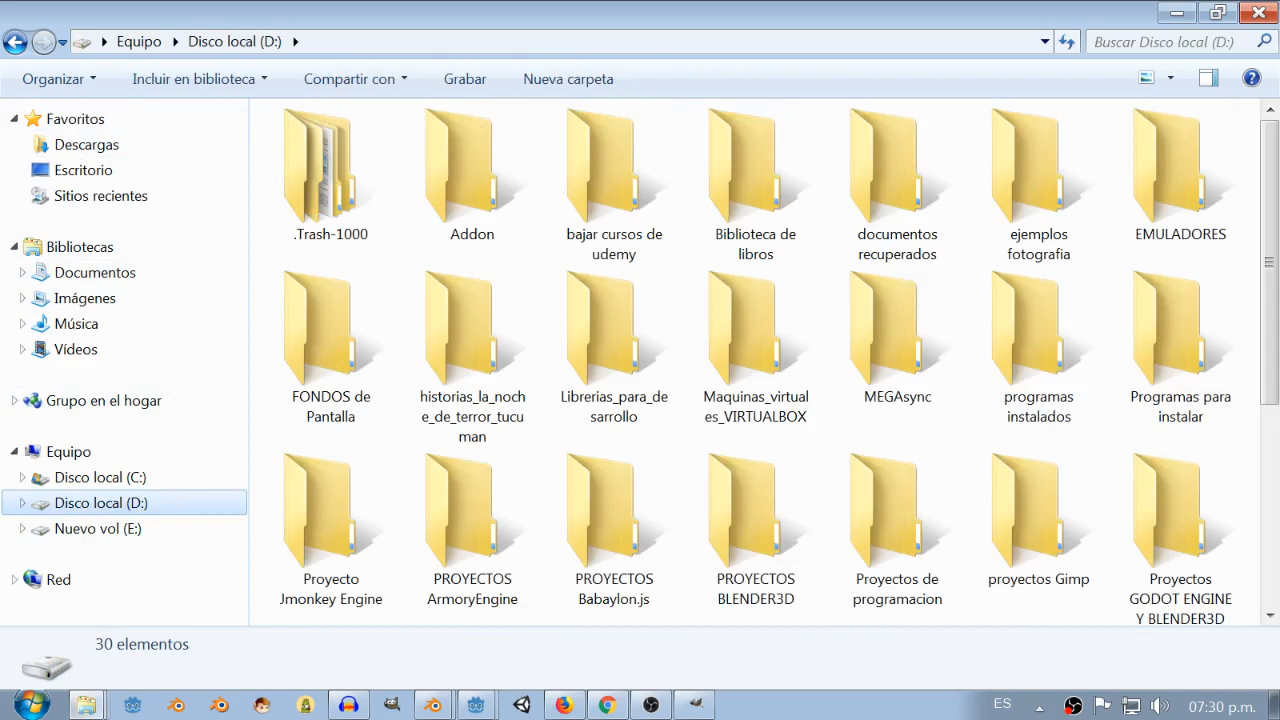 Equipo
Disco local (D:)
Buscar Disco local (D:)
Organizar
Incluir en biblioteca
Compartir con
Grabar
Nueva carpeta
Favoritos
Descargas
Escritorio
Sitios recientes
Bibliotecas
Documentos
Imágenes
Música
Vídeos
Grupo en el hogar
Equipo
Disco local (C:)
Disco local (D:)
Nuevo vol (E:)
Red
.Trash-1000
Addon
bajar cursos de
udemy
Biblioteca de
libros
documentos
recuperados
ejemplos
fotografia
EMULADORES
FONDOS de
Pantalla
historias_la_noch
e_de_terror_tucu
man
Librerias_para_de
sarrollo
Maquinas_virtual
es_VIRTUALBOX
MEGAsync
programas
instalados
Programas para
instalar
Proyecto
Jmonkey Engine
PROYECTOS
ArmoryEngine
PROYECTOS
Babaylon.js
PROYECTOS
BLENDER3D
Proyectos de
programacion
proyectos Gimp
Proyectos
GODOT ENGINE
Y BLENDER3D
30 elementos
ES
07:30 p.m.